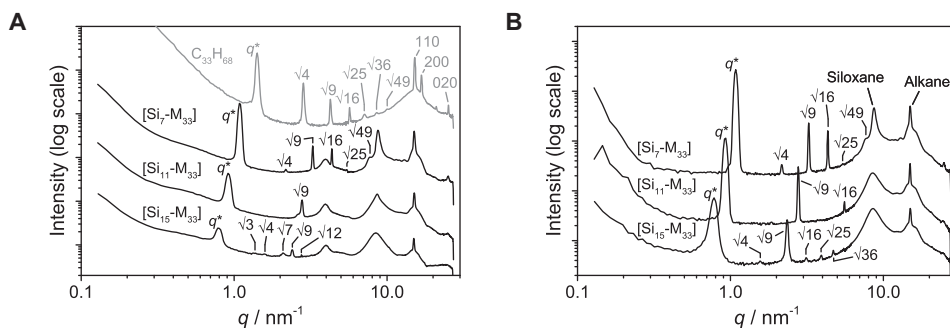 A
Intensity (log scale)
C₃₃H₆₈
q*
√4
√9
√16
√25
√36
√49
110
200
020
[Si₇-M₃₃]
q*
√4
√9
√16
√25
√49
[Si₁₁-M₃₃]
q*
√9
[Si₁₅-M₃₃]
q*
√3
√4
√7
√9
√12
0.1
1.0
10.0
q / nm⁻¹
B
Intensity (log scale)
Siloxane
Alkane
[Si₇-M₃₃]
q*
√4
√9
√16
√25
√49
[Si₁₁-M₃₃]
q*
√9
√16
[Si₁₅-M₃₃]
q*
√4
√9
√16
√25
√36
0.1
1.0
10.0
q / nm⁻¹